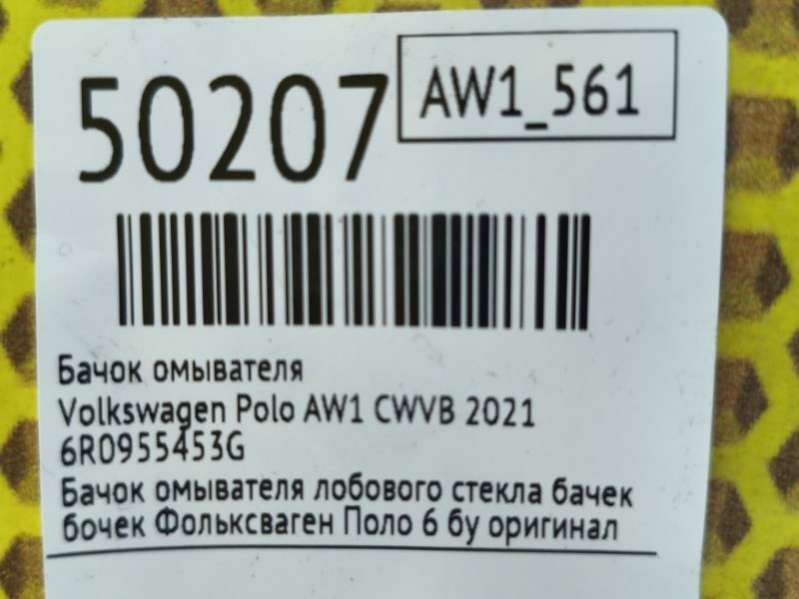 50207
AW1_561
Бачок омывателя
Volkswagen Polo AW1 CWVB 2021
6R0955453G
Бачок омывателя лобового стекла бачек
бочек Фольксваген Поло 6 бу оригинал